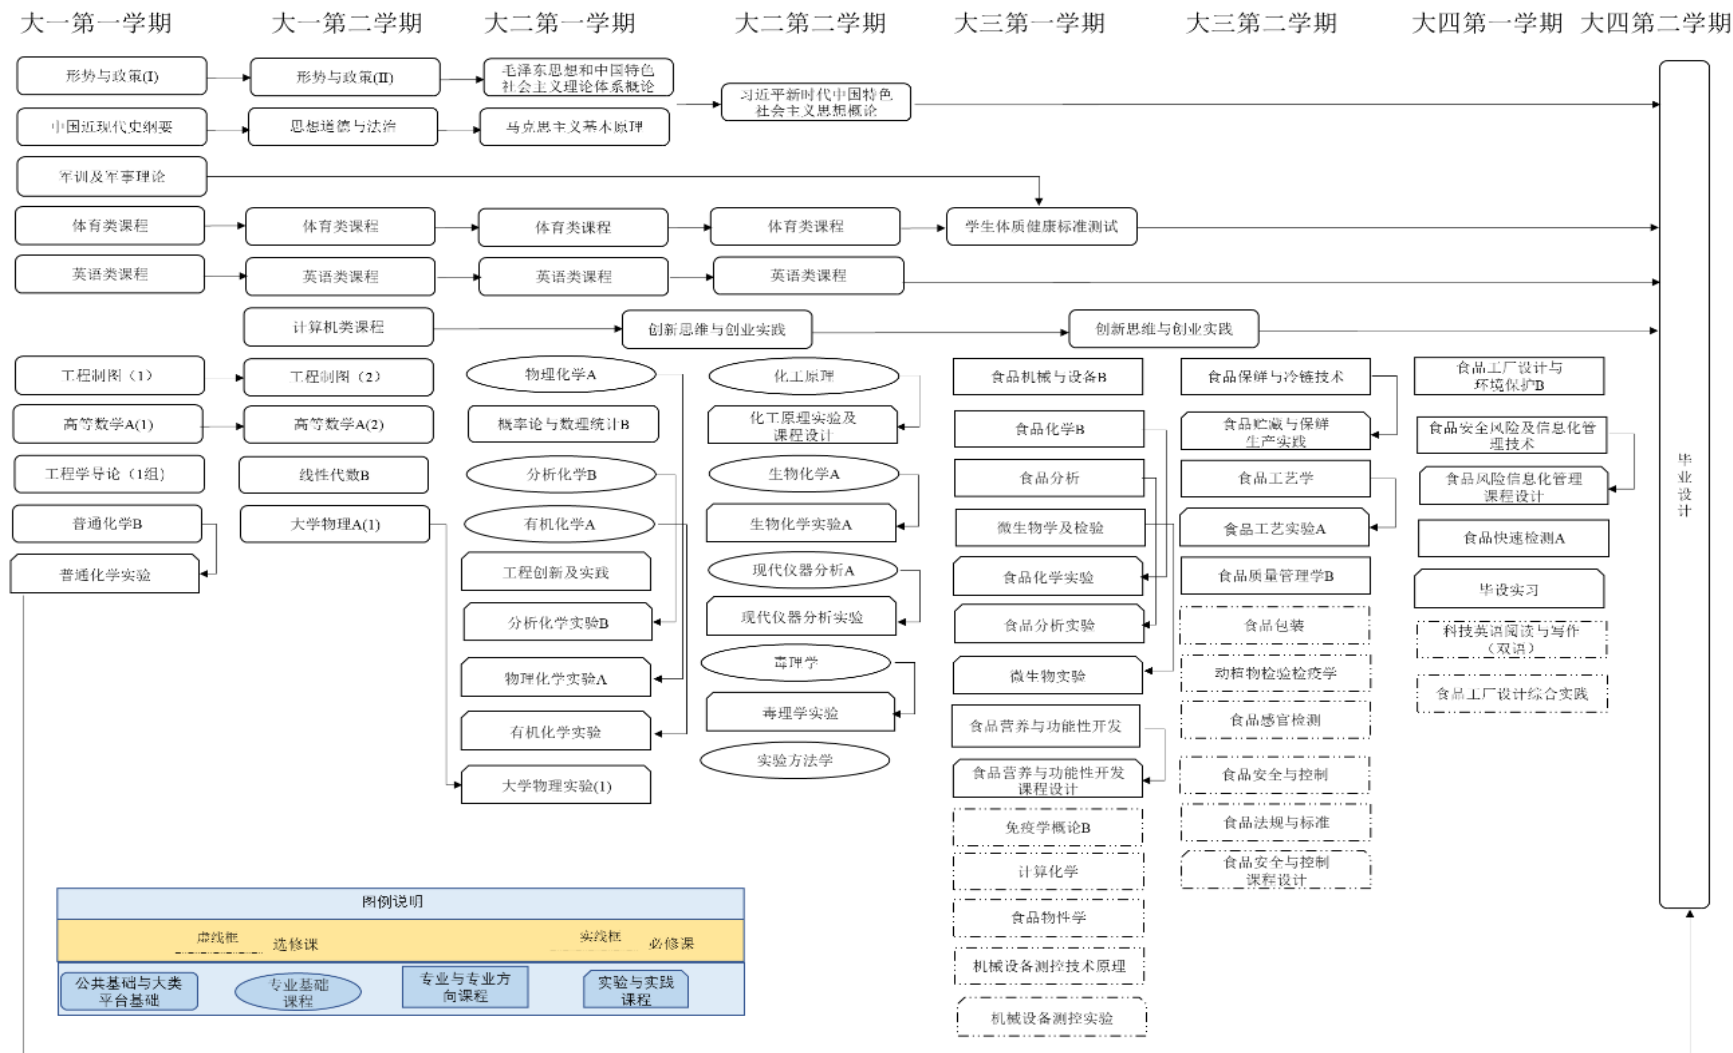 大一第一学期
大一第二学期
大二第一学期
大二第二学期
大三第一学期
大三第二学期
大四第一学期
大四第二学期
形势与政策(I)
形势与政策(II)
毛泽东思想和中国特色
社会主义理论体系概论
习近平新时代中国特色
社会主义思想概论
中国近现代史纲要
思想道德与法治
马克思主义基本原理
军训及军事理论
体育类课程
体育类课程
体育类课程
体育类课程
学生体质健康标准测试
英语类课程
英语类课程
英语类课程
英语类课程
计算机类课程
创新思维与创业实践
创新思维与创业实践
工程制图（1）
高等数学A(1)
工程学导论（1组）
普通化学B
普通化学实验
工程制图（2）
高等数学A(2)
线性代数B
大学物理A(1)
物理化学A
概率论与数理统计B
分析化学B
有机化学A
工程创新及实践
分析化学实验B
物理化学实验A
有机化学实验
大学物理实验(1)
化工原理
化工原理实验及
课程设计
生物化学A
生物化学实验A
现代仪器分析A
现代仪器分析实验
毒理学
毒理学实验
实验方法学
食品机械与设备B
食品化学B
食品分析
微生物学及检验
食品化学实验
食品分析实验
微生物实验
食品营养与功能性开发
食品营养与功能性开发
课程设计
免疫学概论B
计算化学
食品物性学
机械设备测控技术原理
机械设备测控实验
食品保鲜与冷链技术
食品贮藏与保鲜
生产实践
食品工艺学
食品工艺实验A
食品质量管理学B
食品包装
动植物检验检疫学
食品感官检测
食品安全与控制
食品法规与标准
食品安全与控制
课程设计
食品工厂设计与
环境保护B
食品安全风险及信息化管
理技术
食品风险信息化管理
课程设计
食品快速检测A
毕设实习
科技英语阅读与写作
（双语）
食品工厂设计综合实践
毕业设计
图例说明
虚线框
选修课
实线框
必修课
公共基础与大类
平台基础
专业基础
课程
专业与专业方
向课程
实验与实践
课程